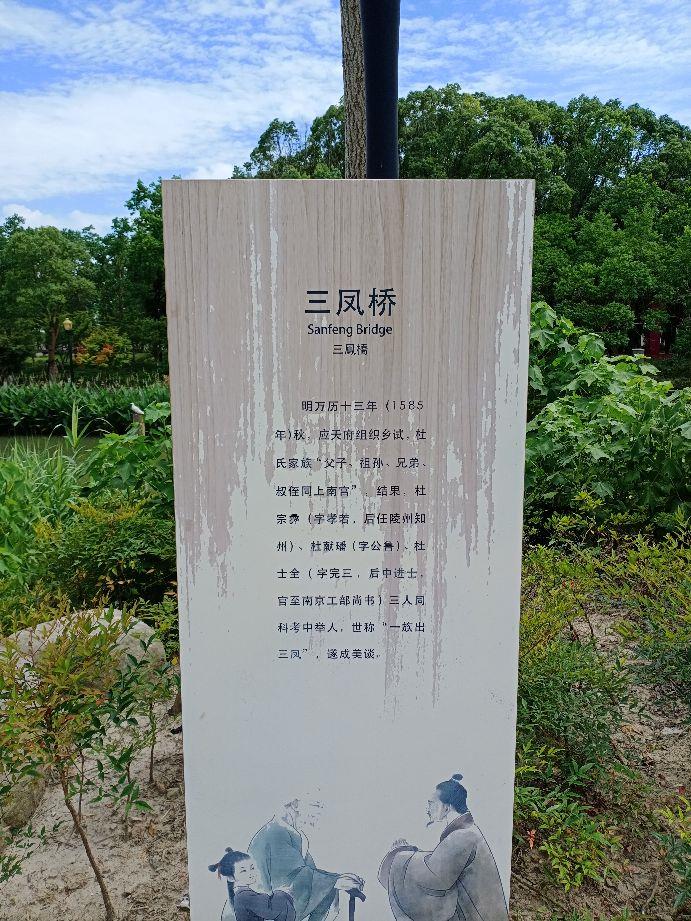 三凤桥
Sanfeng Bridge
三鳳橋
明万历十三年（1585
年）秋，应天府组织乡试，杜
氏家族“父子、祖孙、兄弟、
叔侄同上南宫”，结果，杜
宗彝（字孝若，后任陵州知
州）、杜献璠（字公鲁）、杜
士全（字完三，后中进士，
官至南京工部尚书）三人同
科考中举人，世称“一族出
三凤”，遂成美谈。